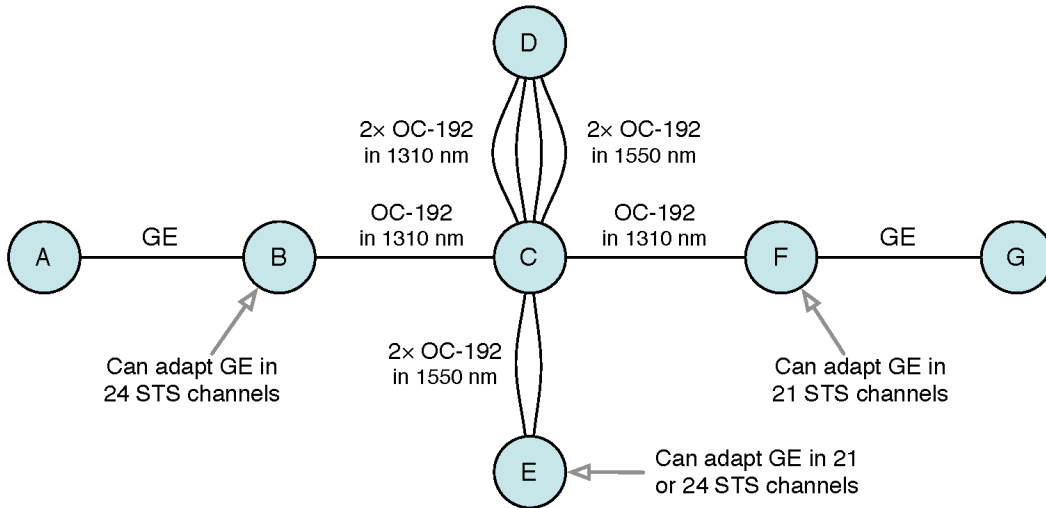 D
2× OC-192
in 1310 nm
2× OC-192
in 1550 nm
A
GE
B
OC-192
in 1310 nm
C
OC-192
in 1310 nm
F
GE
G
Can adapt GE in
24 STS channels
2× OC-192
in 1550 nm
Can adapt GE in
21 STS channels
E
Can adapt GE in 21
or 24 STS channels